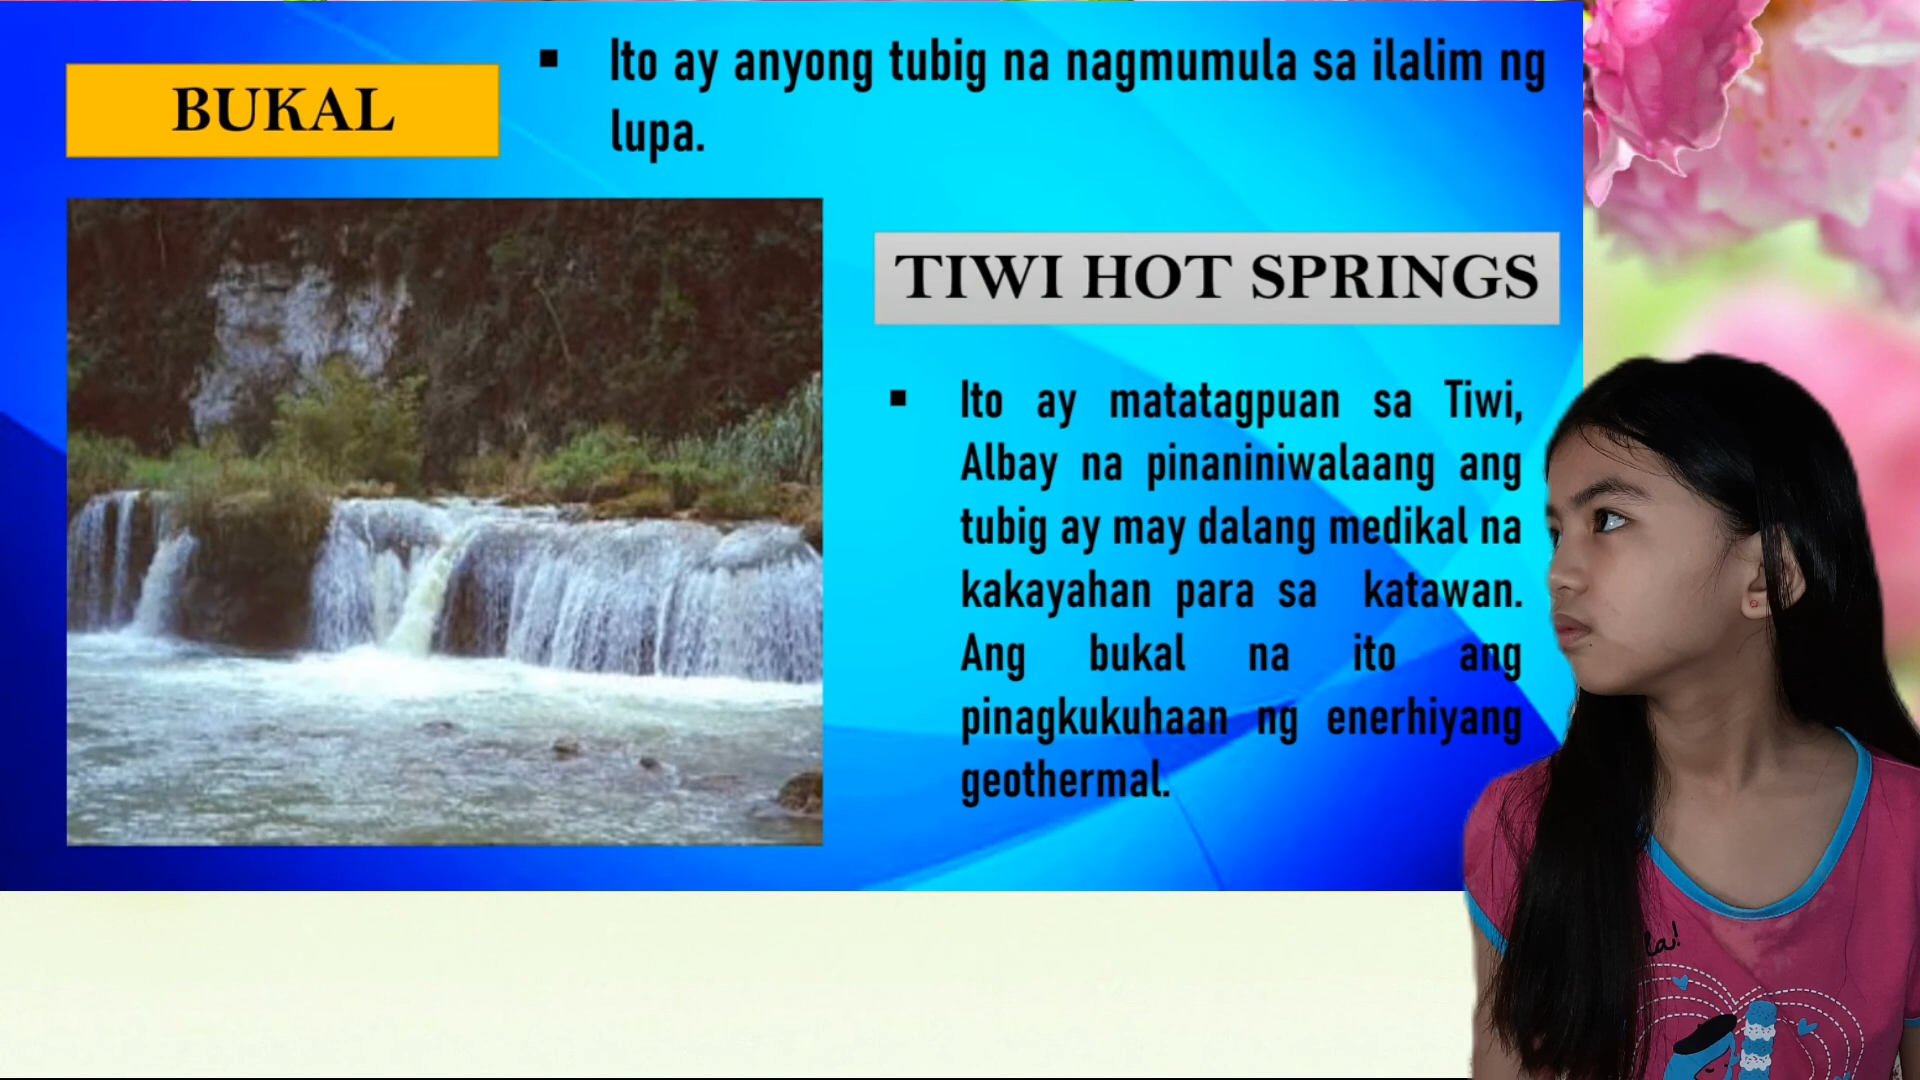 BUKAL
▪ Ito ay anyong tubig na nagmumula sa ilalim ng
lupa.
TIWI HOT SPRINGS
▪ Ito ay matatagpuan sa Tiwi,
Albay na pinaniniwalaang ang
tubig ay may dalang medikal na
kakayahan para sa katawan.
Ang bukal na ito ang
pinagkukuhaan ng enerhiyang
geothermal.